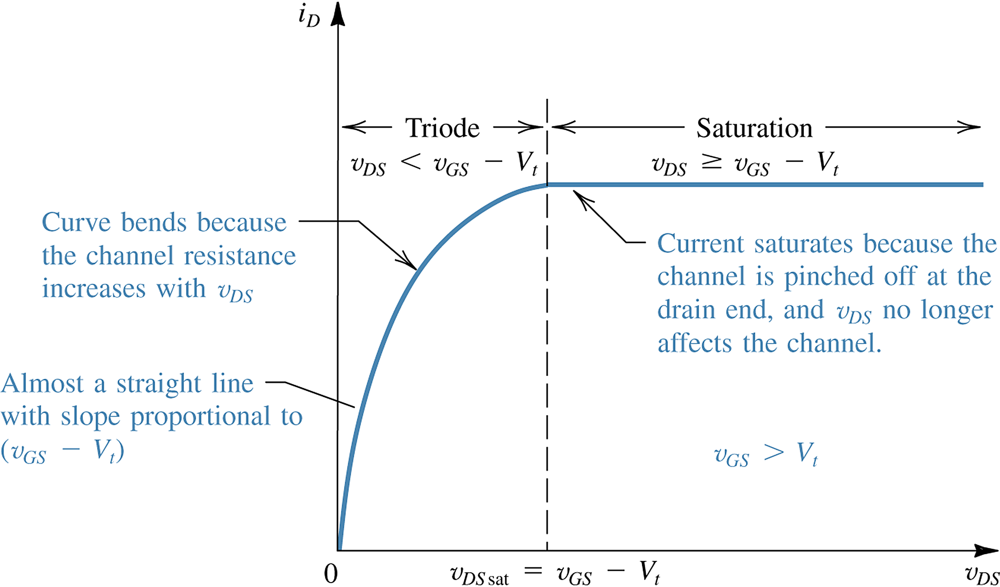 i_D
Triode
Saturation
v_DS < v_GS − V_t
v_DS ≥ v_GS − V_t
Curve bends because
the channel resistance
increases with v_DS
Current saturates because the
channel is pinched off at the
drain end, and v_DS no longer
affects the channel.
Almost a straight line
with slope proportional to
(v_GS − V_t)
v_GS > V_t
0
v_DSsat = v_GS − V_t
v_DS